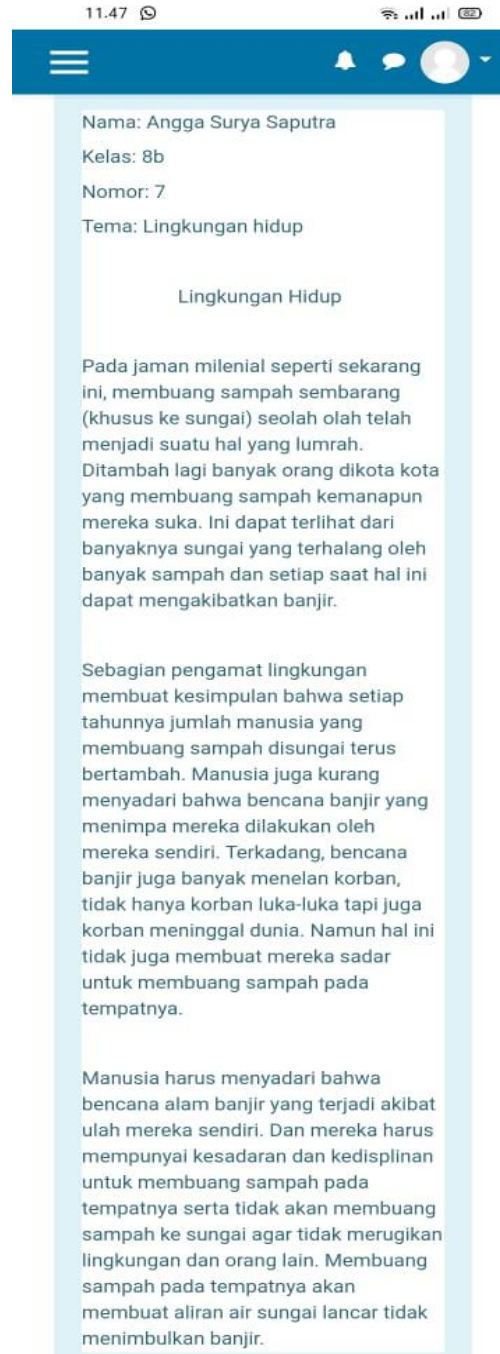 11.47
82
Nama: Angga Surya Saputra
Kelas: 8b
Nomor: 7
Tema: Lingkungan hidup
Lingkungan Hidup
Pada jaman milenial seperti sekarang
ini, membuang sampah sembarang
(khusus ke sungai) seolah olah telah
menjadi suatu hal yang lumrah.
Ditambah lagi banyak orang dikota kota
yang membuang sampah kemanapun
mereka suka. Ini dapat terlihat dari
banyaknya sungai yang terhalang oleh
banyak sampah dan setiap saat hal ini
dapat mengakibatkan banjir.
Sebagian pengamat lingkungan
membuat kesimpulan bahwa setiap
tahunnya jumlah manusia yang
membuang sampah disungai terus
bertambah. Manusia juga kurang
menyadari bahwa bencana banjir yang
menimpa mereka dilakukan oleh
mereka sendiri. Terkadang, bencana
banjir juga banyak menelan korban,
tidak hanya korban luka-luka tapi juga
korban meninggal dunia. Namun hal ini
tidak juga membuat mereka sadar
untuk membuang sampah pada
tempatnya.
Manusia harus menyadari bahwa
bencana alam banjir yang terjadi akibat
ulah mereka sendiri. Dan mereka harus
mempunyai kesadaran dan kedisplinan
untuk membuang sampah pada
tempatnya serta tidak akan membuang
sampah ke sungai agar tidak merugikan
lingkungan dan orang lain. Membuang
sampah pada tempatnya akan
membuat aliran air sungai lancar tidak
menimbulkan banjir.